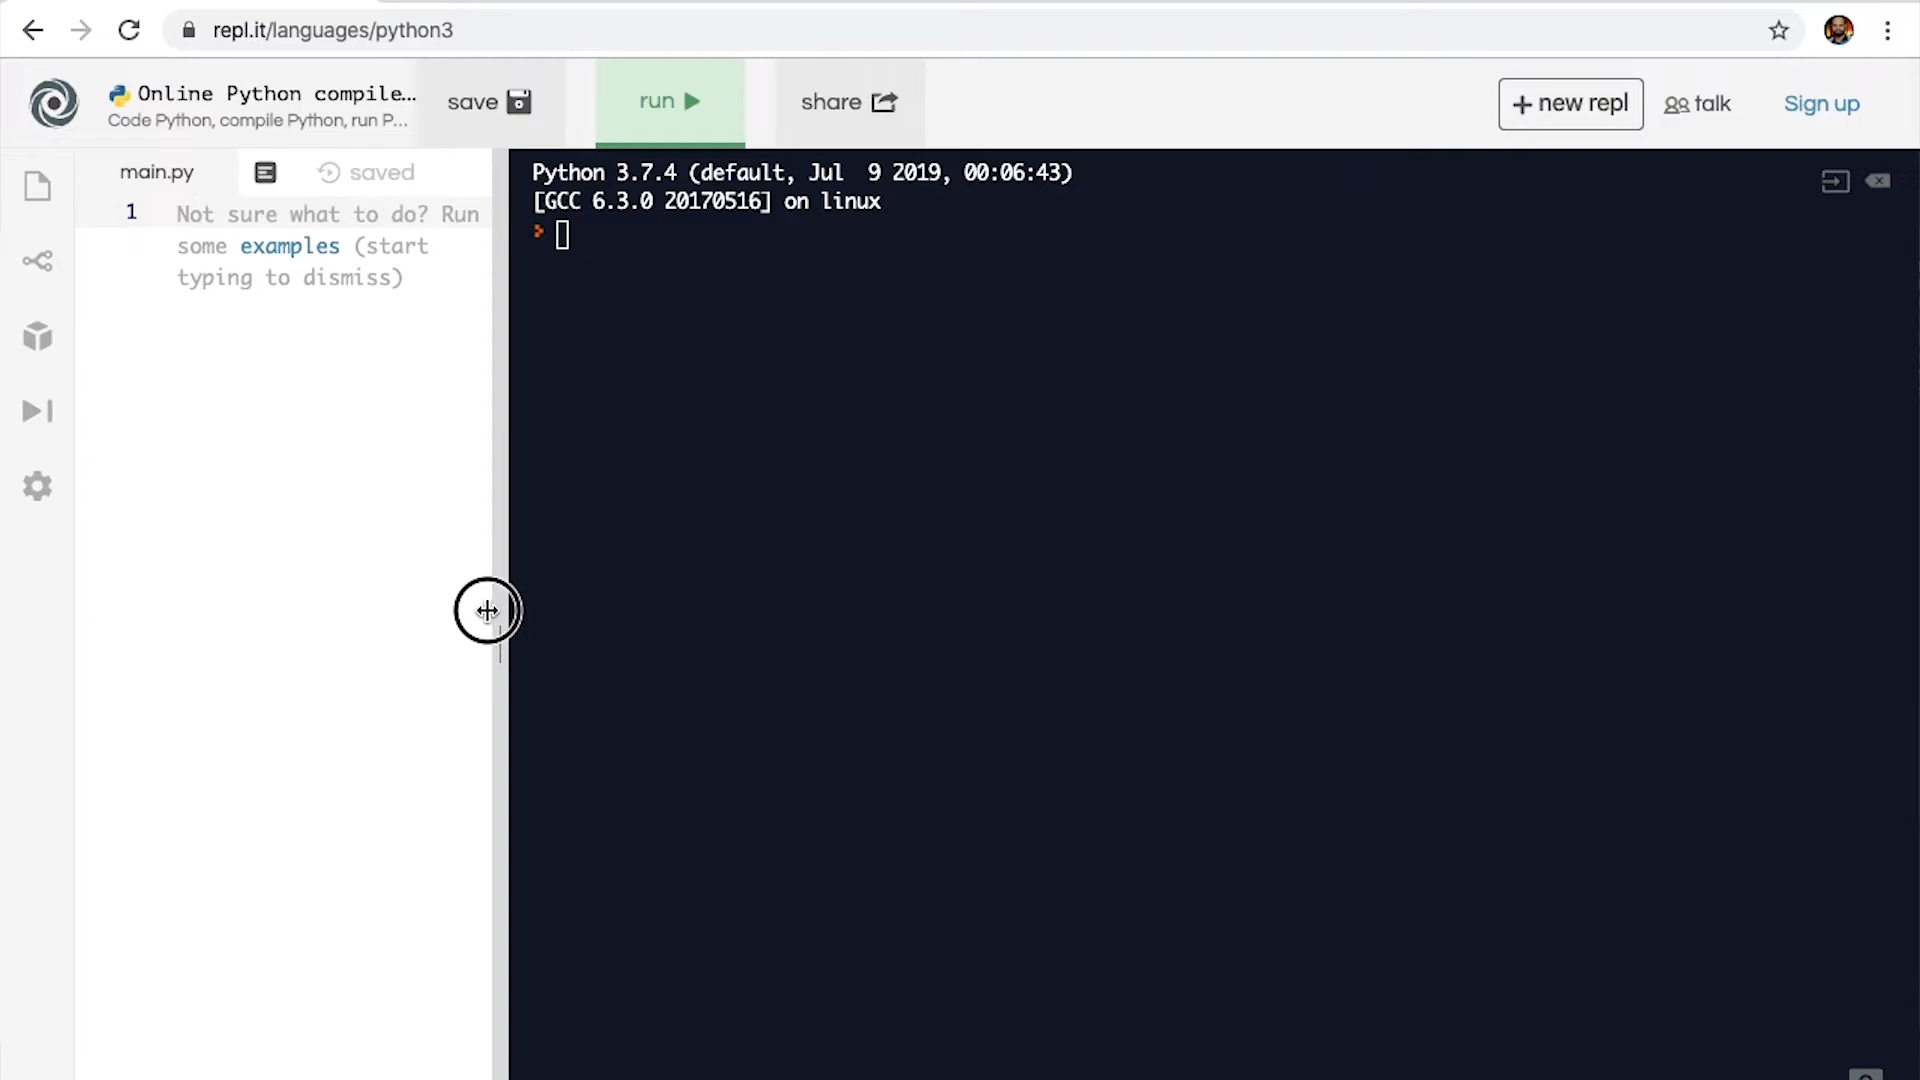 repl.it/languages/python3
Online Python compile...
Code Python, compile Python, run P...
save
run
share
+ new repl
talk
Sign up
main.py
saved
1
Not sure what to do? Run
some examples (start
typing to dismiss)
Python 3.7.4 (default, Jul  9 2019, 00:06:43)
[GCC 6.3.0 20170516] on linux